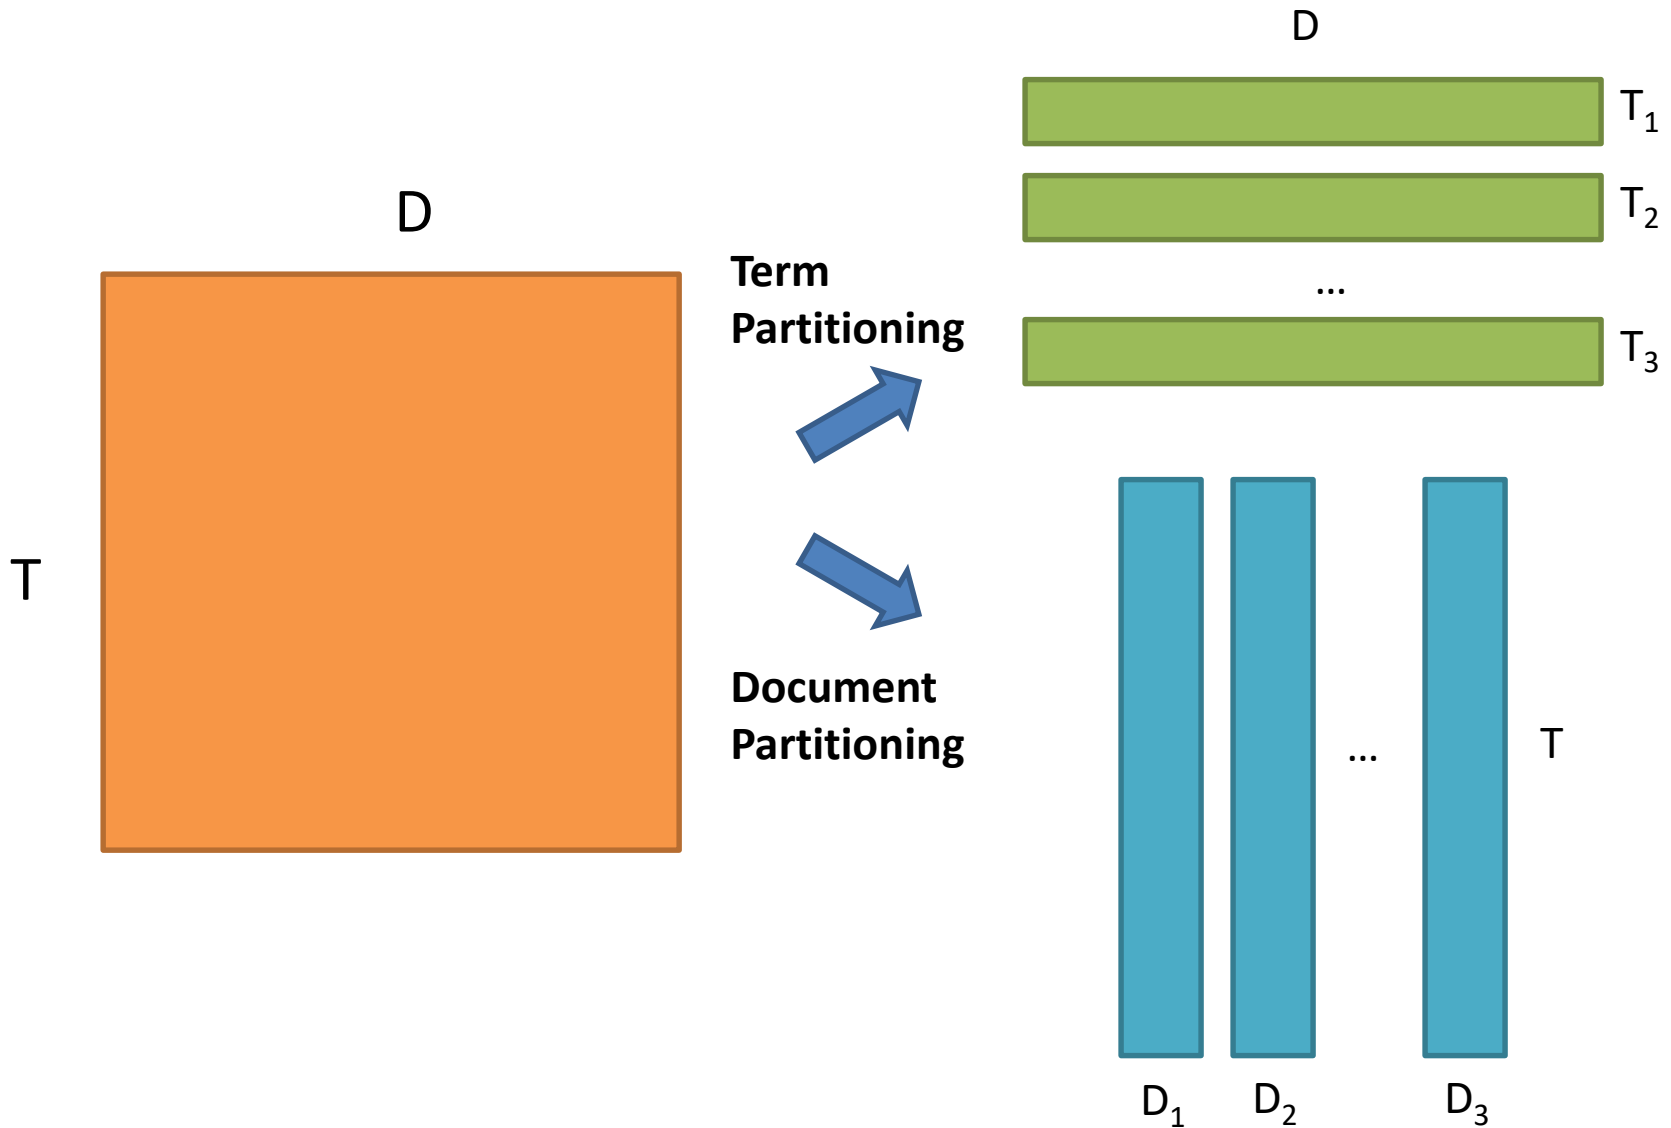 D
T
Term
Partitioning
Document
Partitioning
D
T1
T2
...
T3
... T
D1 D2 D3